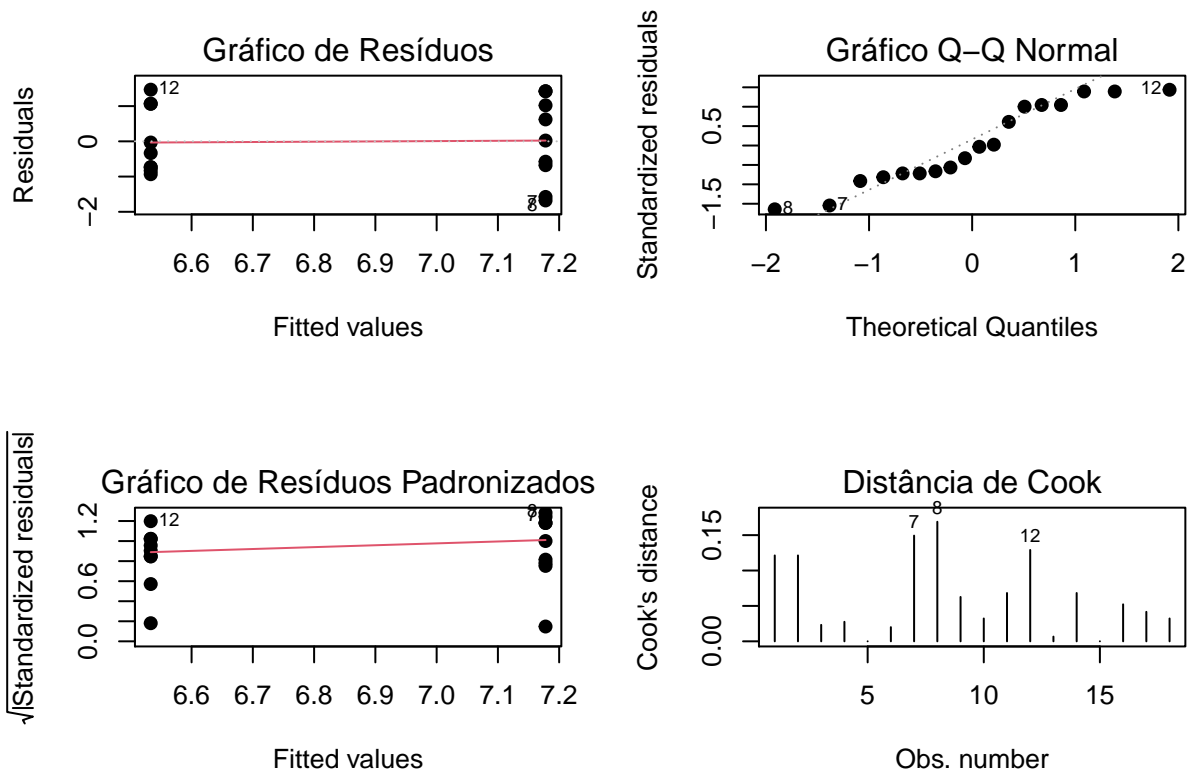 Gráfico de Resíduos
Residuals
−2
0
12
7
8
6.6 6.7 6.8 6.9 7.0 7.1 7.2
Fitted values
Gráfico Q−Q Normal
Standardized residuals
−1.5
0.5
8
7
12
−2 −1 0 1 2
Theoretical Quantiles
Gráfico de Resíduos Padronizados
√|Standardized residuals|
0.0 0.6 1.2
12
8
7
6.6 6.7 6.8 6.9 7.0 7.1 7.2
Fitted values
Distância de Cook
Cook's distance
0.00 0.15
7
8
12
5 10 15
Obs. number